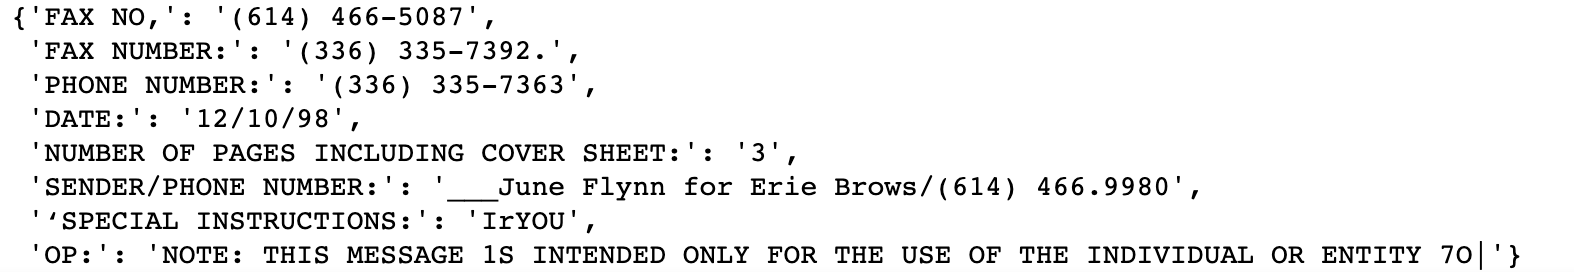 {'FAX NO,': '(614) 466-5087',
'FAX NUMBER:': '(336) 335-7392.',
'PHONE NUMBER:': '(336) 335-7363',
'DATE:': '12/10/98',
'NUMBER OF PAGES INCLUDING COVER SHEET:': '3',
'SENDER/PHONE NUMBER:': '___June Flynn for Erie Brows/(614) 466.9980',
'‘SPECIAL INSTRUCTIONS:': 'IrYOU',
'OP:': 'NOTE: THIS MESSAGE 1S INTENDED ONLY FOR THE USE OF THE INDIVIDUAL OR ENTITY 7O|'}